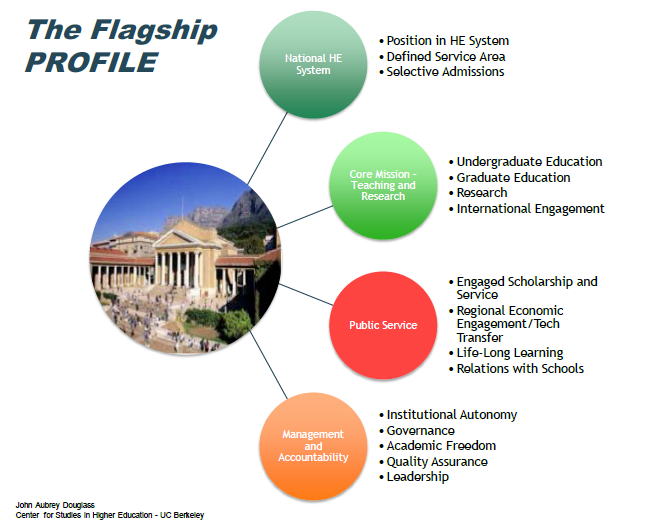 The Flagship
PROFILE
National HE
System
• Position in HE System
• Defined Service Area
• Selective Admissions
Core Mission –
Teaching and
Research
• Undergraduate Education
• Graduate Education
• Research
• International Engagement
Public Service
• Engaged Scholarship and
Service
• Regional Economic
Engagement/Tech
Transfer
• Life-Long Learning
• Relations with Schools
Management
and
Accountability
• Institutional Autonomy
• Governance
• Academic Freedom
• Quality Assurance
• Leadership
John Aubrey Douglass
Center for Studies in Higher Education - UC Berkeley